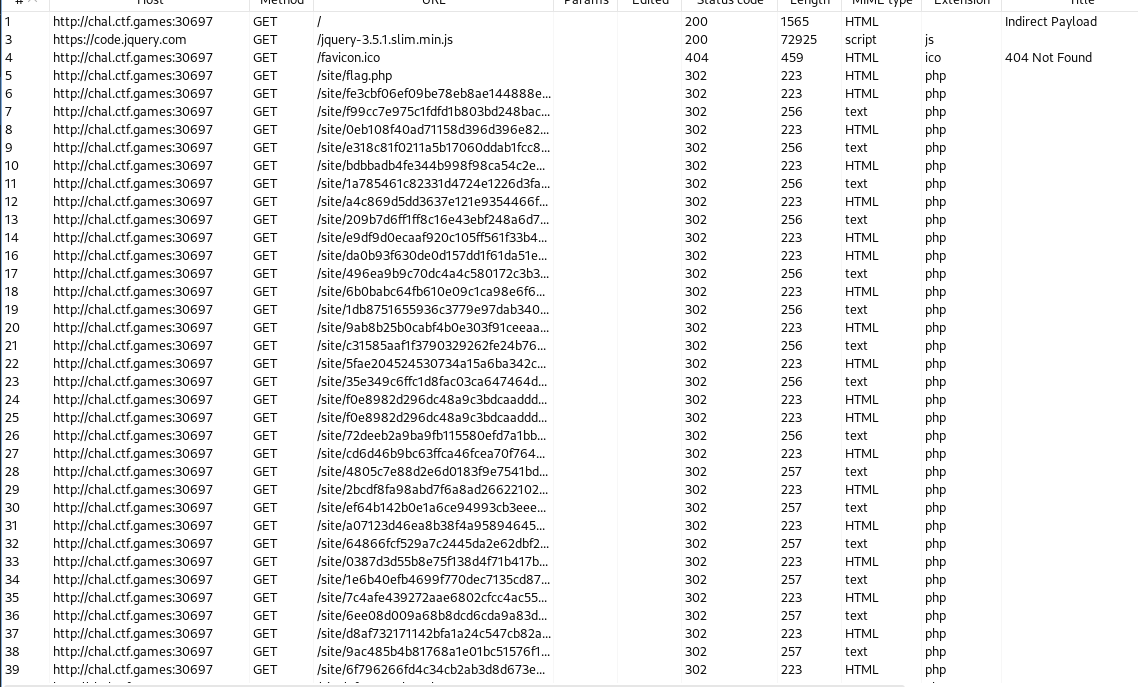 # Host Method URL Params Edited Status code Length MIME type Extension Title
1 http://chal.ctf.games:30697 GET / 200 1565 HTML Indirect Payload
3 https://code.jquery.com GET /jquery-3.5.1.slim.min.js 200 72925 script js
4 http://chal.ctf.games:30697 GET /favicon.ico 404 459 HTML ico 404 Not Found
5 http://chal.ctf.games:30697 GET /site/flag.php 302 223 HTML php
6 http://chal.ctf.games:30697 GET /site/fe3cbf06ef09be78eb8ae144888e... 302 223 HTML php
7 http://chal.ctf.games:30697 GET /site/f99cc7e975c1fdfd1b803bd248bac... 302 256 text php
8 http://chal.ctf.games:30697 GET /site/0eb108f40ad71158d396d396e82... 302 223 HTML php
9 http://chal.ctf.games:30697 GET /site/e318c81f0211a5b17060ddab1fcc8... 302 256 text php
10 http://chal.ctf.games:30697 GET /site/bdbbadb4fe344b998f98ca54c2e... 302 223 HTML php
11 http://chal.ctf.games:30697 GET /site/1a785461c82331d4724e1226d3fa... 302 256 text php
12 http://chal.ctf.games:30697 GET /site/a4c869d5dd3637e121e9354466f... 302 223 HTML php
13 http://chal.ctf.games:30697 GET /site/209b7d6ff1ff8c16e43ebf248a6d7... 302 256 text php
14 http://chal.ctf.games:30697 GET /site/e9df9d0ecaaf920c105ff561f33b4... 302 223 HTML php
16 http://chal.ctf.games:30697 GET /site/da0b93f630de0d157dd1f61da51e... 302 223 HTML php
17 http://chal.ctf.games:30697 GET /site/496ea9b9c70dc4a4c580172c3b3... 302 256 text php
18 http://chal.ctf.games:30697 GET /site/6b0babc64fb610e09c1ca98e6f6... 302 223 HTML php
19 http://chal.ctf.games:30697 GET /site/1db8751655936c3779e97dab340... 302 256 text php
20 http://chal.ctf.games:30697 GET /site/9ab8b25b0cabf4b0e303f91ceeaa... 302 223 HTML php
21 http://chal.ctf.games:30697 GET /site/c31585aaf1f3790329262fe24b76... 302 256 text php
22 http://chal.ctf.games:30697 GET /site/5fae204524530734a15a6ba342c... 302 223 HTML php
23 http://chal.ctf.games:30697 GET /site/35e349c6ffc1d8fac03ca647464d... 302 256 text php
24 http://chal.ctf.games:30697 GET /site/f0e8982d296dc48a9c3bdcaaddd... 302 223 HTML php
25 http://chal.ctf.games:30697 GET /site/f0e8982d296dc48a9c3bdcaaddd... 302 223 HTML php
26 http://chal.ctf.games:30697 GET /site/72deeb2a9ba9fb115580efd7a1bb... 302 256 text php
27 http://chal.ctf.games:30697 GET /site/cd6d46b9bc63ffca46fcea70f764... 302 223 HTML php
28 http://chal.ctf.games:30697 GET /site/4805c7e88d2e6d0183f9e7541bd... 302 257 text php
29 http://chal.ctf.games:30697 GET /site/2bcdf8fa98abd7f6a8ad26622102... 302 223 HTML php
30 http://chal.ctf.games:30697 GET /site/ef64b142b0e1a6ce94993cb3eee... 302 257 text php
31 http://chal.ctf.games:30697 GET /site/a07123d46ea8b38f4a95894645... 302 223 HTML php
32 http://chal.ctf.games:30697 GET /site/64866fcf529a7c2445da2e62dbf2... 302 257 text php
33 http://chal.ctf.games:30697 GET /site/0387d3d55b8e75f138d4f71b417b... 302 223 HTML php
34 http://chal.ctf.games:30697 GET /site/1e6b40efb4699f770dec7135cd87... 302 257 text php
35 http://chal.ctf.games:30697 GET /site/7c4afe439272aae6802cfcc4ac55... 302 223 HTML php
36 http://chal.ctf.games:30697 GET /site/6ee08d009a68b8dcd6cda9a83d... 302 257 text php
37 http://chal.ctf.games:30697 GET /site/d8af732171142bfa1a24c547cb82a... 302 223 HTML php
38 http://chal.ctf.games:30697 GET /site/9ac485b4b81768a1e01bc51576f1... 302 257 text php
39 http://chal.ctf.games:30697 GET /site/6f796266fd4c34cb2ab3d8d673e... 302 223 HTML php